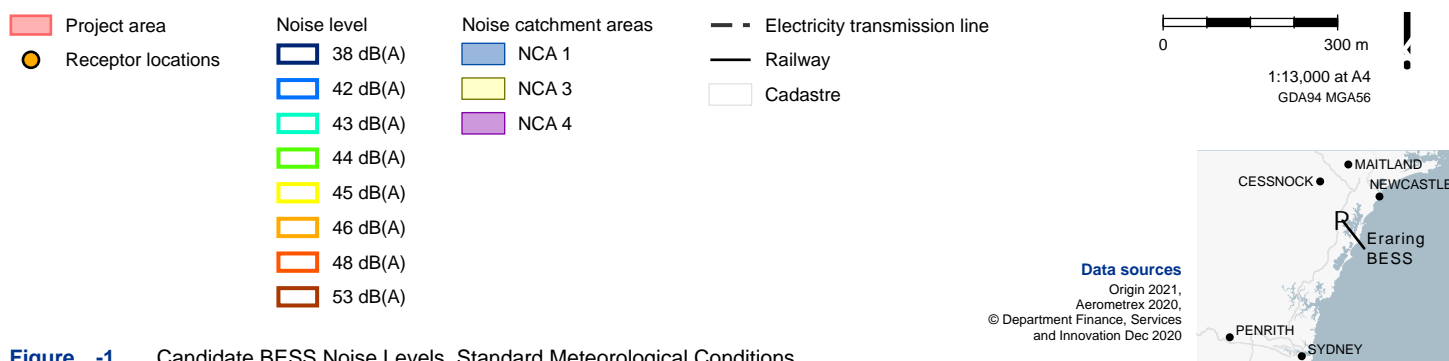 Project area
Receptor locations
Noise level
38 dB(A)
42 dB(A)
43 dB(A)
44 dB(A)
45 dB(A)
46 dB(A)
48 dB(A)
53 dB(A)
Noise catchment areas
NCA 1
NCA 3
NCA 4
Electricity transmission line
Railway
Cadastre
0 300 m
1:13,000 at A4
GDA94 MGA56
MAITLAND
CESSNOCK
NEWCASTLE
R
Eraring
BESS
PENRITH
SYDNEY
Data sources
Origin 2021,
Aerometrex 2020,
© Department Finance, Services
and Innovation Dec 2020
Figure -1 Candidate BESS Noise Levels, Standard Meteorological Conditions